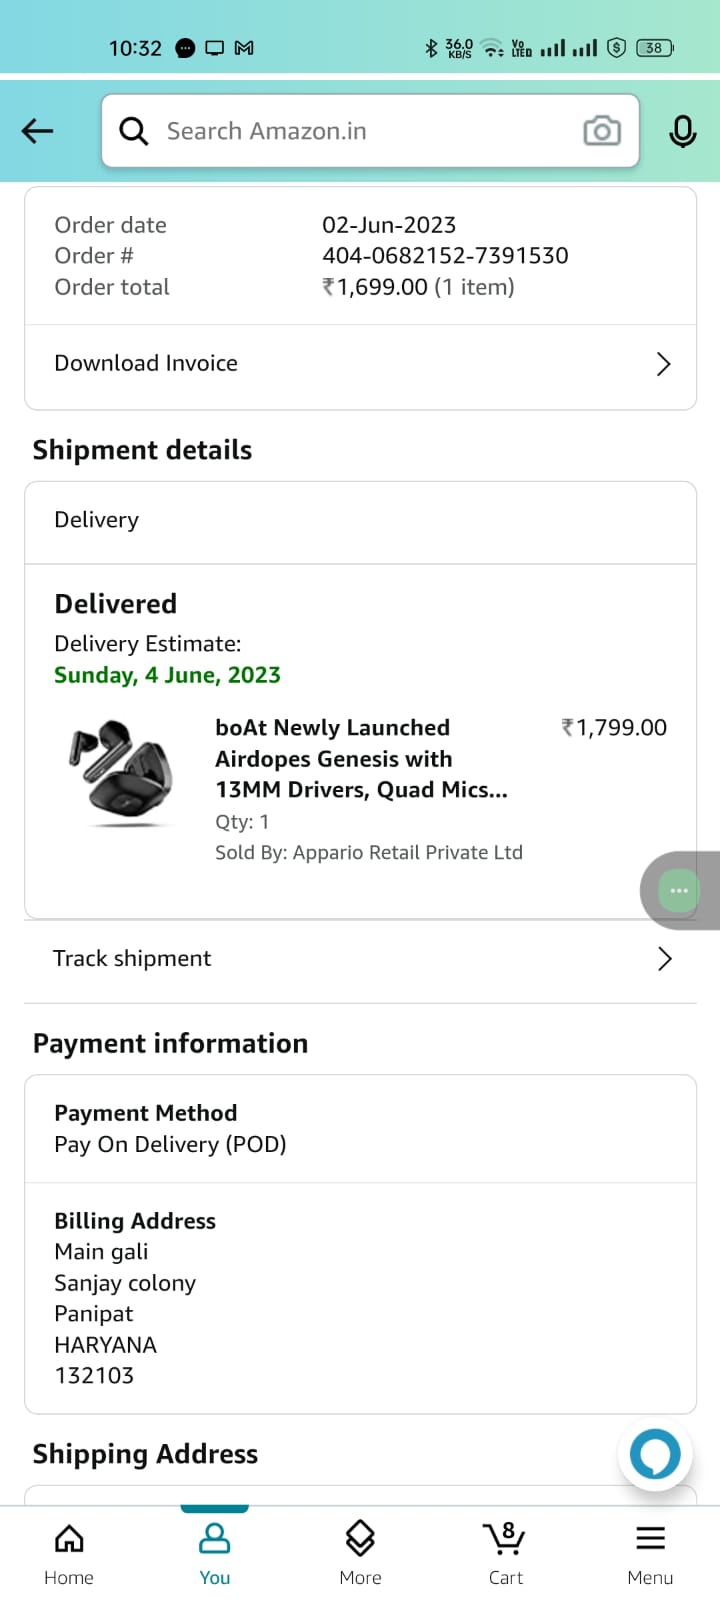 10:32
36.0
KB/S
Vo
LTED
38
Search Amazon.in
Order date 02-Jun-2023
Order # 404-0682152-7391530
Order total ₹1,699.00 (1 item)
Download Invoice
Shipment details
Delivery
Delivered
Delivery Estimate:
Sunday, 4 June, 2023
boAt Newly Launched ₹1,799.00
Airdopes Genesis with
13MM Drivers, Quad Mics...
Qty: 1
Sold By: Appario Retail Private Ltd
Track shipment
Payment information
Payment Method
Pay On Delivery (POD)
Billing Address
Main gali
Sanjay colony
Panipat
HARYANA
132103
Shipping Address
8
Home You More Cart Menu